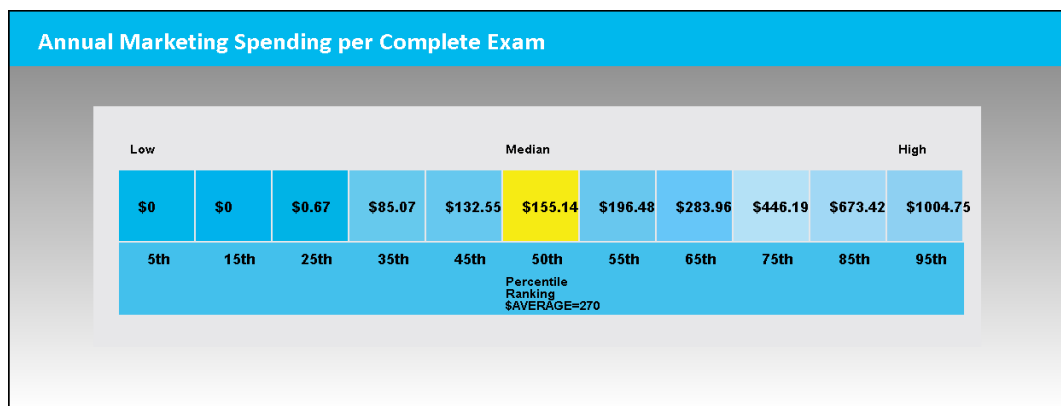 Annual Marketing Spending per Complete Exam
Low Median High
$0 $0 $0.67 $85.07 $132.55 $155.14 $196.48 $283.96 $446.19 $673.42 $1004.75
5th 15th 25th 35th 45th 50th 55th 65th 75th 85th 95th
Percentile
Ranking
$AVERAGE=270